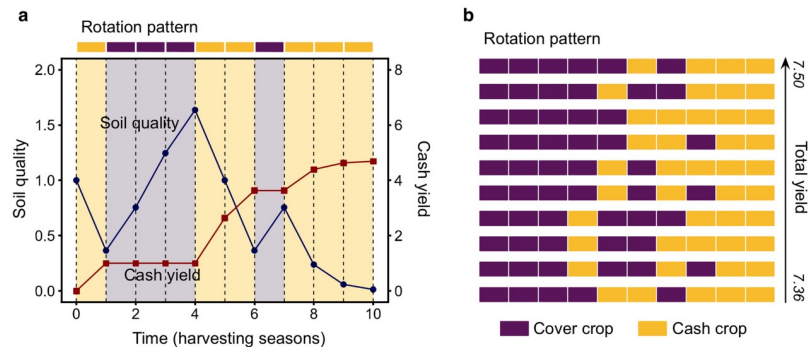 a
Rotation pattern
2.0
1.5
1.0
0.5
0.0
Soil quality
Soil quality
Cash yield
8
6
4
2
0
Cash yield
0 2 4 6 8 10
Time (harvesting seasons)
b
Rotation pattern
7.50
Total yield
7.36
Cover crop Cash crop